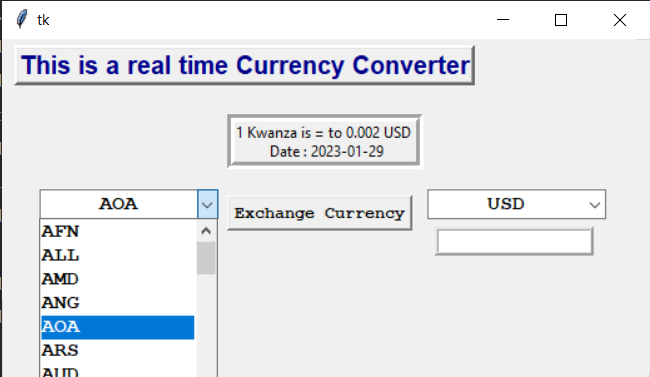 tk
This is a real time Currency Converter
1 Kwanza is = to 0.002 USD
Date : 2023-01-29
AOA
Exchange Currency
USD
AFN
ALL
AMD
ANG
AOA
ARS
AUD